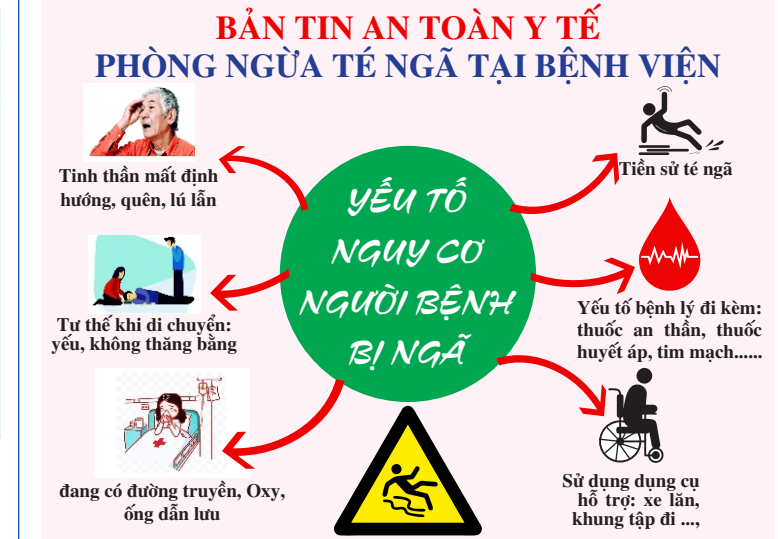 BẢN TIN AN TOÀN Y TẾ
PHÒNG NGỪA TÉ NGÃ TẠI BỆNH VIỆN
Tinh thần mất định
hướng, quên, lú lẫn
Tư thế khi di chuyển:
yếu, không thăng bằng
đang có đường truyền, Oxy,
ống dẫn lưu
YẾU TỐ
NGUY CƠ
NGƯỜI BỆNH
BỊ NGÃ
Tiền sử té ngã
Yếu tố bệnh lý đi kèm:
thuốc an thần, thuốc
huyết áp, tim mạch......
Sử dụng dụng cụ
hỗ trợ: xe lăn,
khung tập đi ...,